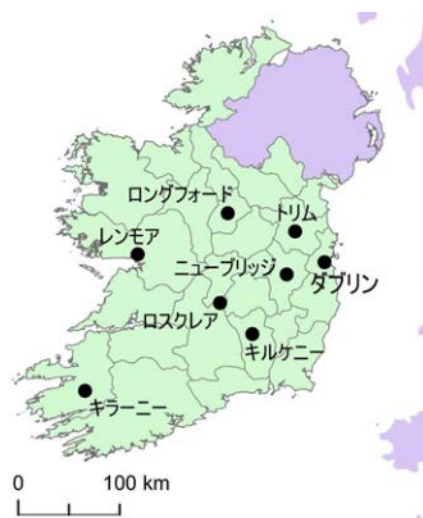 ロングフォード
トリム
レンモア
ニューブリッジ
ダブリン
ロスクレア
キルケニー
キラーニー
0 100 km